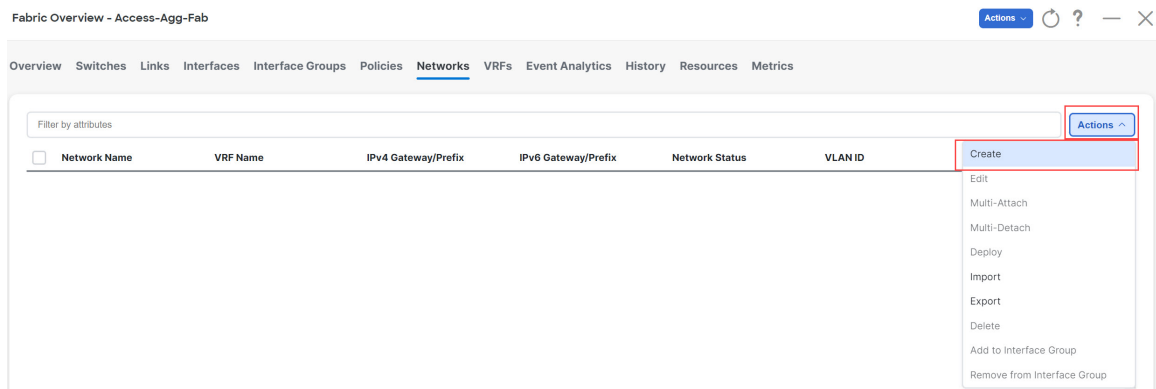 Fabric Overview - Access-Agg-Fab
Actions
?
Overview Switches Links Interfaces Interface Groups Policies Networks VRFs Event Analytics History Resources Metrics
Filter by attributes
Actions
Network Name VRF Name IPv4 Gateway/Prefix IPv6 Gateway/Prefix Network Status VLAN ID
Create
Edit
Multi-Attach
Multi-Detach
Deploy
Import
Export
Delete
Add to Interface Group
Remove from Interface Group